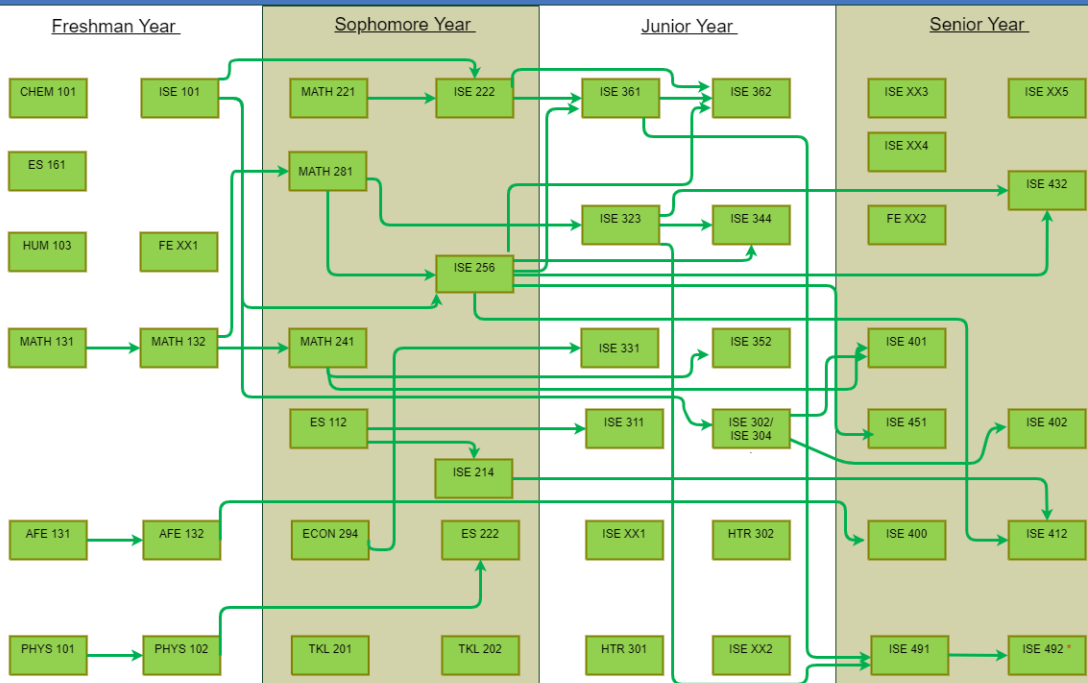 Freshman Year
Sophomore Year
Junior Year
Senior Year
CHEM 101
ISE 101
MATH 221
ISE 222
ISE 361
ISE 362
ISE XX3
ISE XX5
ISE XX4
ES 161
MATH 281
ISE 432
HUM 103
FE XX1
ISE 323
ISE 344
FE XX2
ISE 256
MATH 131
MATH 132
MATH 241
ISE 331
ISE 352
ISE 401
ES 112
ISE 311
ISE 302/
ISE 304
ISE 451
ISE 402
ISE 214
AFE 131
AFE 132
ECON 294
ES 222
ISE XX1
HTR 302
ISE 400
ISE 412
PHYS 101
PHYS 102
TKL 201
TKL 202
HTR 301
ISE XX2
ISE 491
ISE 492 *